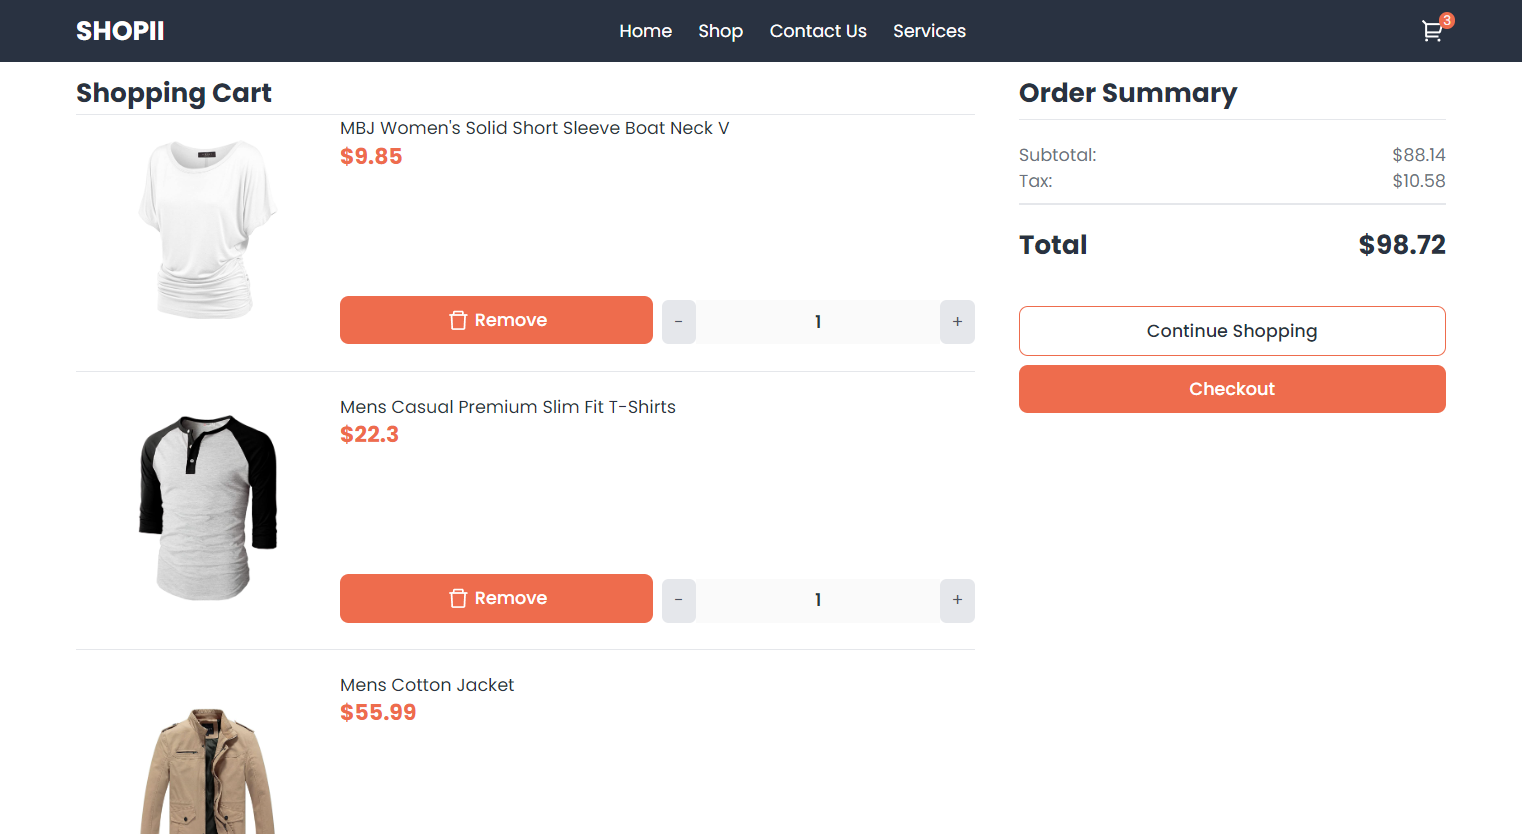 SHOPII
Home Shop Contact Us Services
3
Shopping Cart
MBJ Women's Solid Short Sleeve Boat Neck V
$9.85
Remove - 1 +
Mens Casual Premium Slim Fit T-Shirts
$22.3
Remove - 1 +
Mens Cotton Jacket
$55.99
Order Summary
Subtotal: $88.14
Tax: $10.58
Total $98.72
Continue Shopping
Checkout